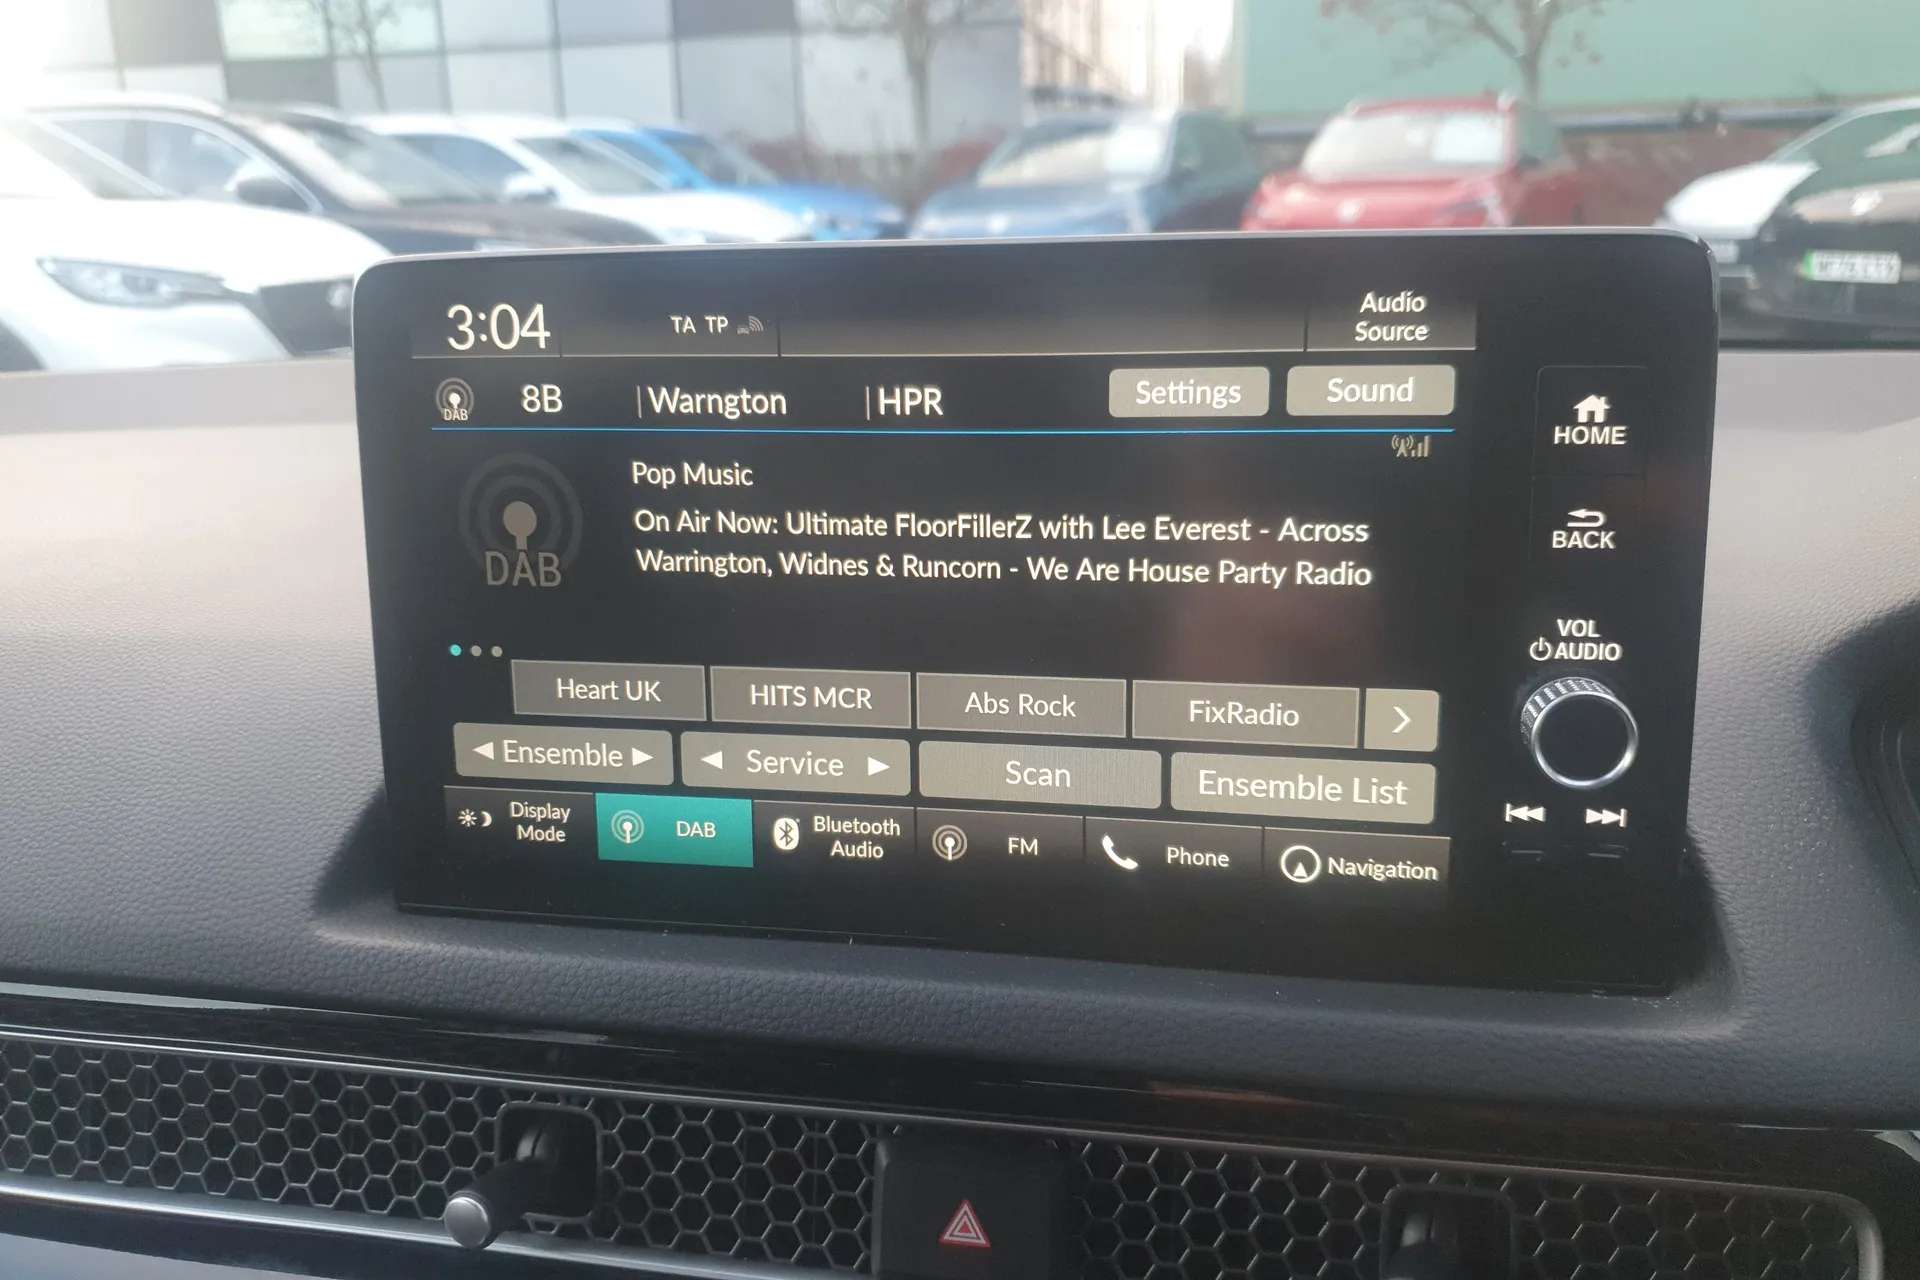 3:04
TA TP
Audio
Source
DAB
8B
Warngton
HPR
Settings
Sound
HOME
Pop Music
DAB
On Air Now: Ultimate FloorFillerZ with Lee Everest - Across
Warrington, Widnes & Runcorn - We Are House Party Radio
BACK
VOL
AUDIO
Heart UK
HITS MCR
Abs Rock
FixRadio
Ensemble
Service
Scan
Ensemble List
Display
Mode
DAB
Bluetooth
Audio
FM
Phone
Navigation